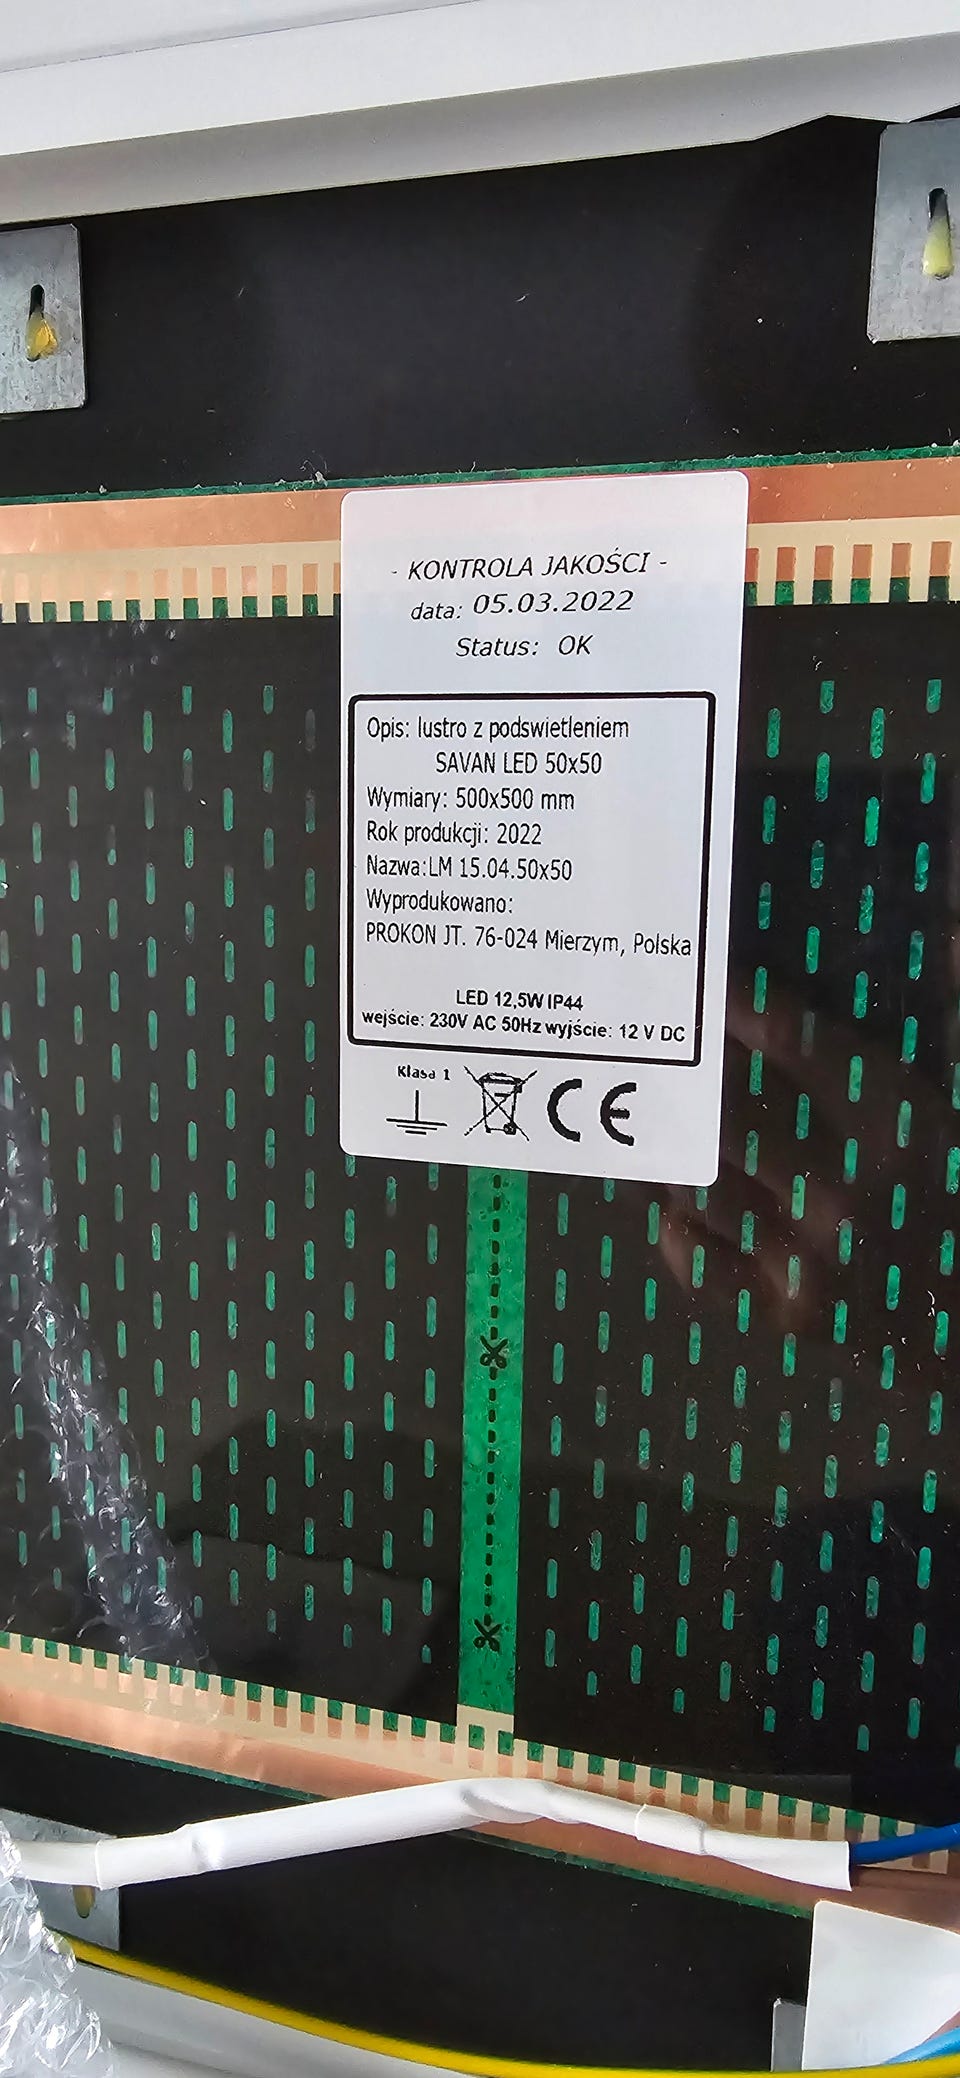 - KONTROLA JAKOŚCI -
data: 05.03.2022
Status: OK
Opis: lustro z podswietleniem
SAVAN LED 50x50
Wymiary: 500x500 mm
Rok produkcji: 2022
Nazwa:LM 15.04.50x50
Wyprodukowano:
PROKON JT. 76-024 Mierzym, Polska
LED 12,5W IP44
wejście: 230V AC 50Hz wyjście: 12 V DC
Klasa 1
CE